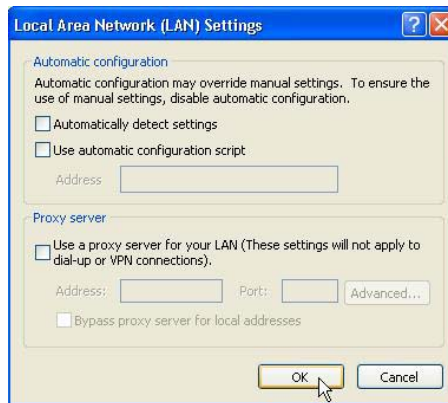 Local Area Network (LAN) Settings
Automatic configuration
Automatic configuration may override manual settings. To ensure the
use of manual settings, disable automatic configuration.
Automatically detect settings
Use automatic configuration script
Address
Proxy server
Use a proxy server for your LAN (These settings will not apply to
dial-up or VPN connections).
Address:
Port:
Advanced...
Bypass proxy server for local addresses
OK
Cancel